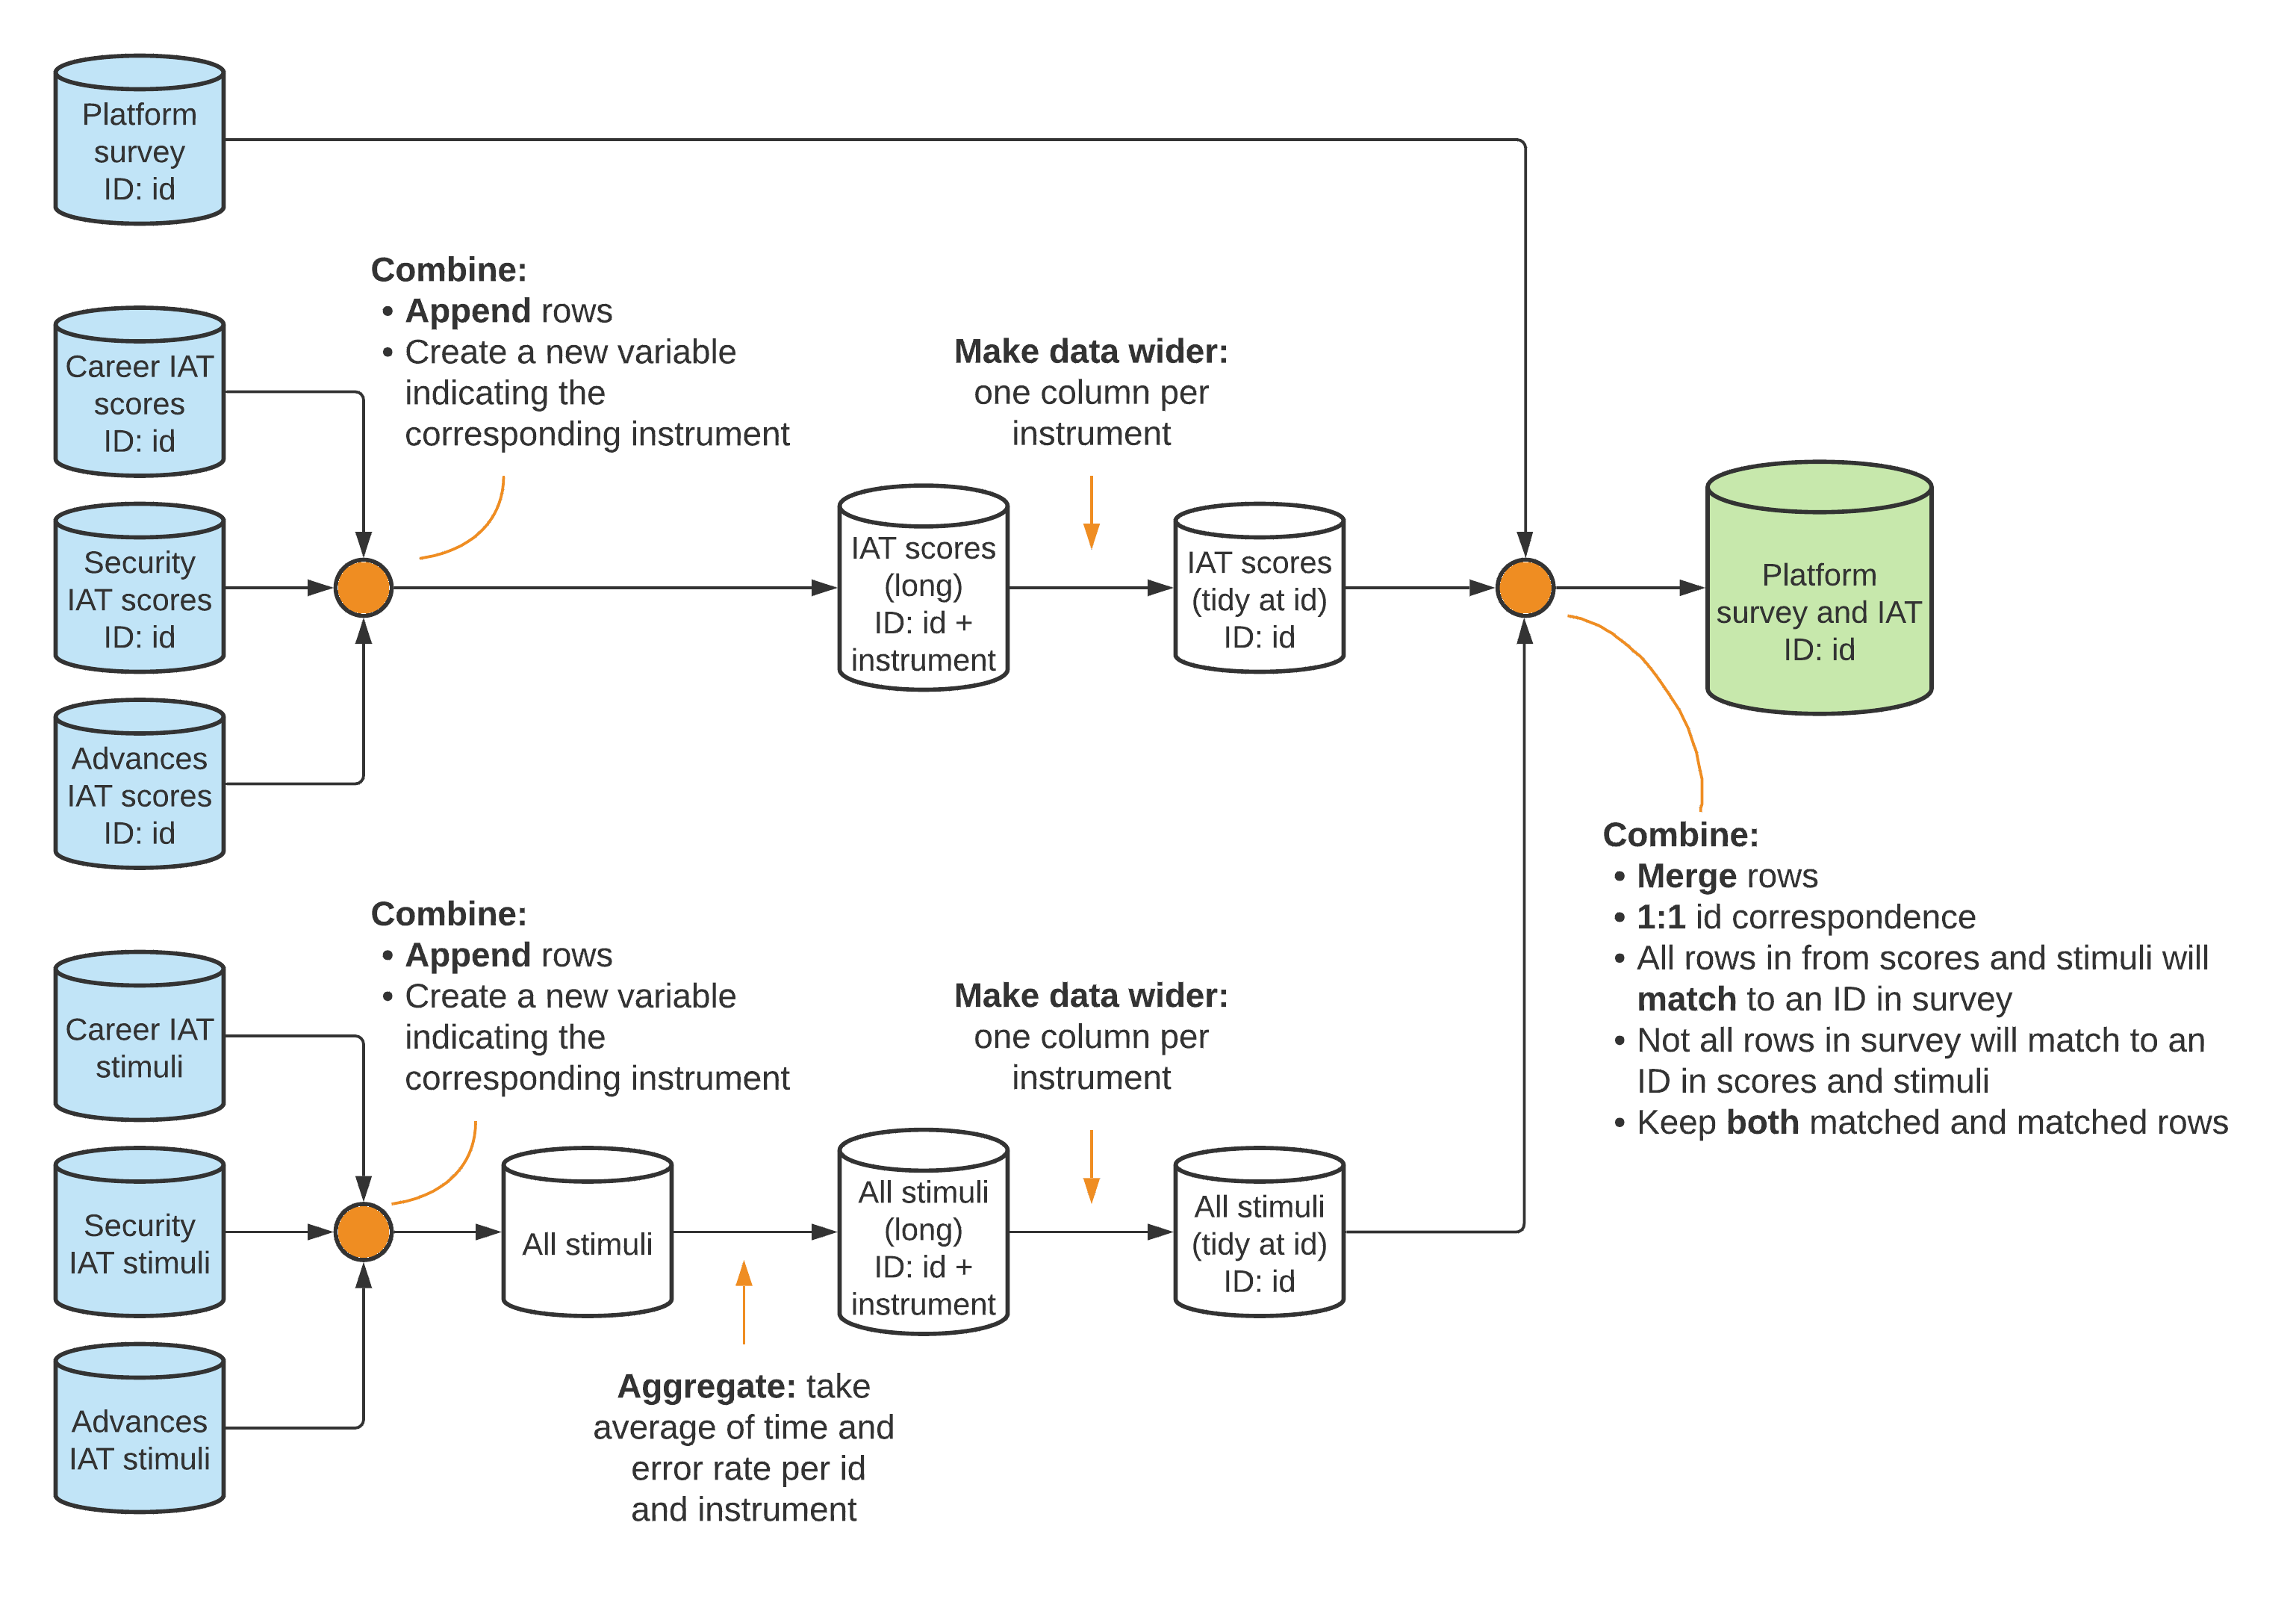 Platform
survey
ID: id
Combine:
• Append rows
• Create a new variable
indicating the
corresponding instrument
Career IAT
scores
ID: id
Make data wider:
one column per
instrument
Security
IAT scores
ID: id
IAT scores
(long)
ID: id +
instrument
IAT scores
(tidy at id)
ID: id
Platform
survey and IAT
ID: id
Advances
IAT scores
ID: id
Combine:
• Merge rows
• 1:1 id correspondence
• All rows in from scores and stimuli will
match to an ID in survey
• Not all rows in survey will match to an
ID in scores and stimuli
• Keep both matched and matched rows
Combine:
• Append rows
• Create a new variable
indicating the
corresponding instrument
Career IAT
stimuli
Make data wider:
one column per
instrument
Security
IAT stimuli
All stimuli
All stimuli
(long)
ID: id +
instrument
All stimuli
(tidy at id)
ID: id
Advances
IAT stimuli
Aggregate: take
average of time and
error rate per id
and instrument